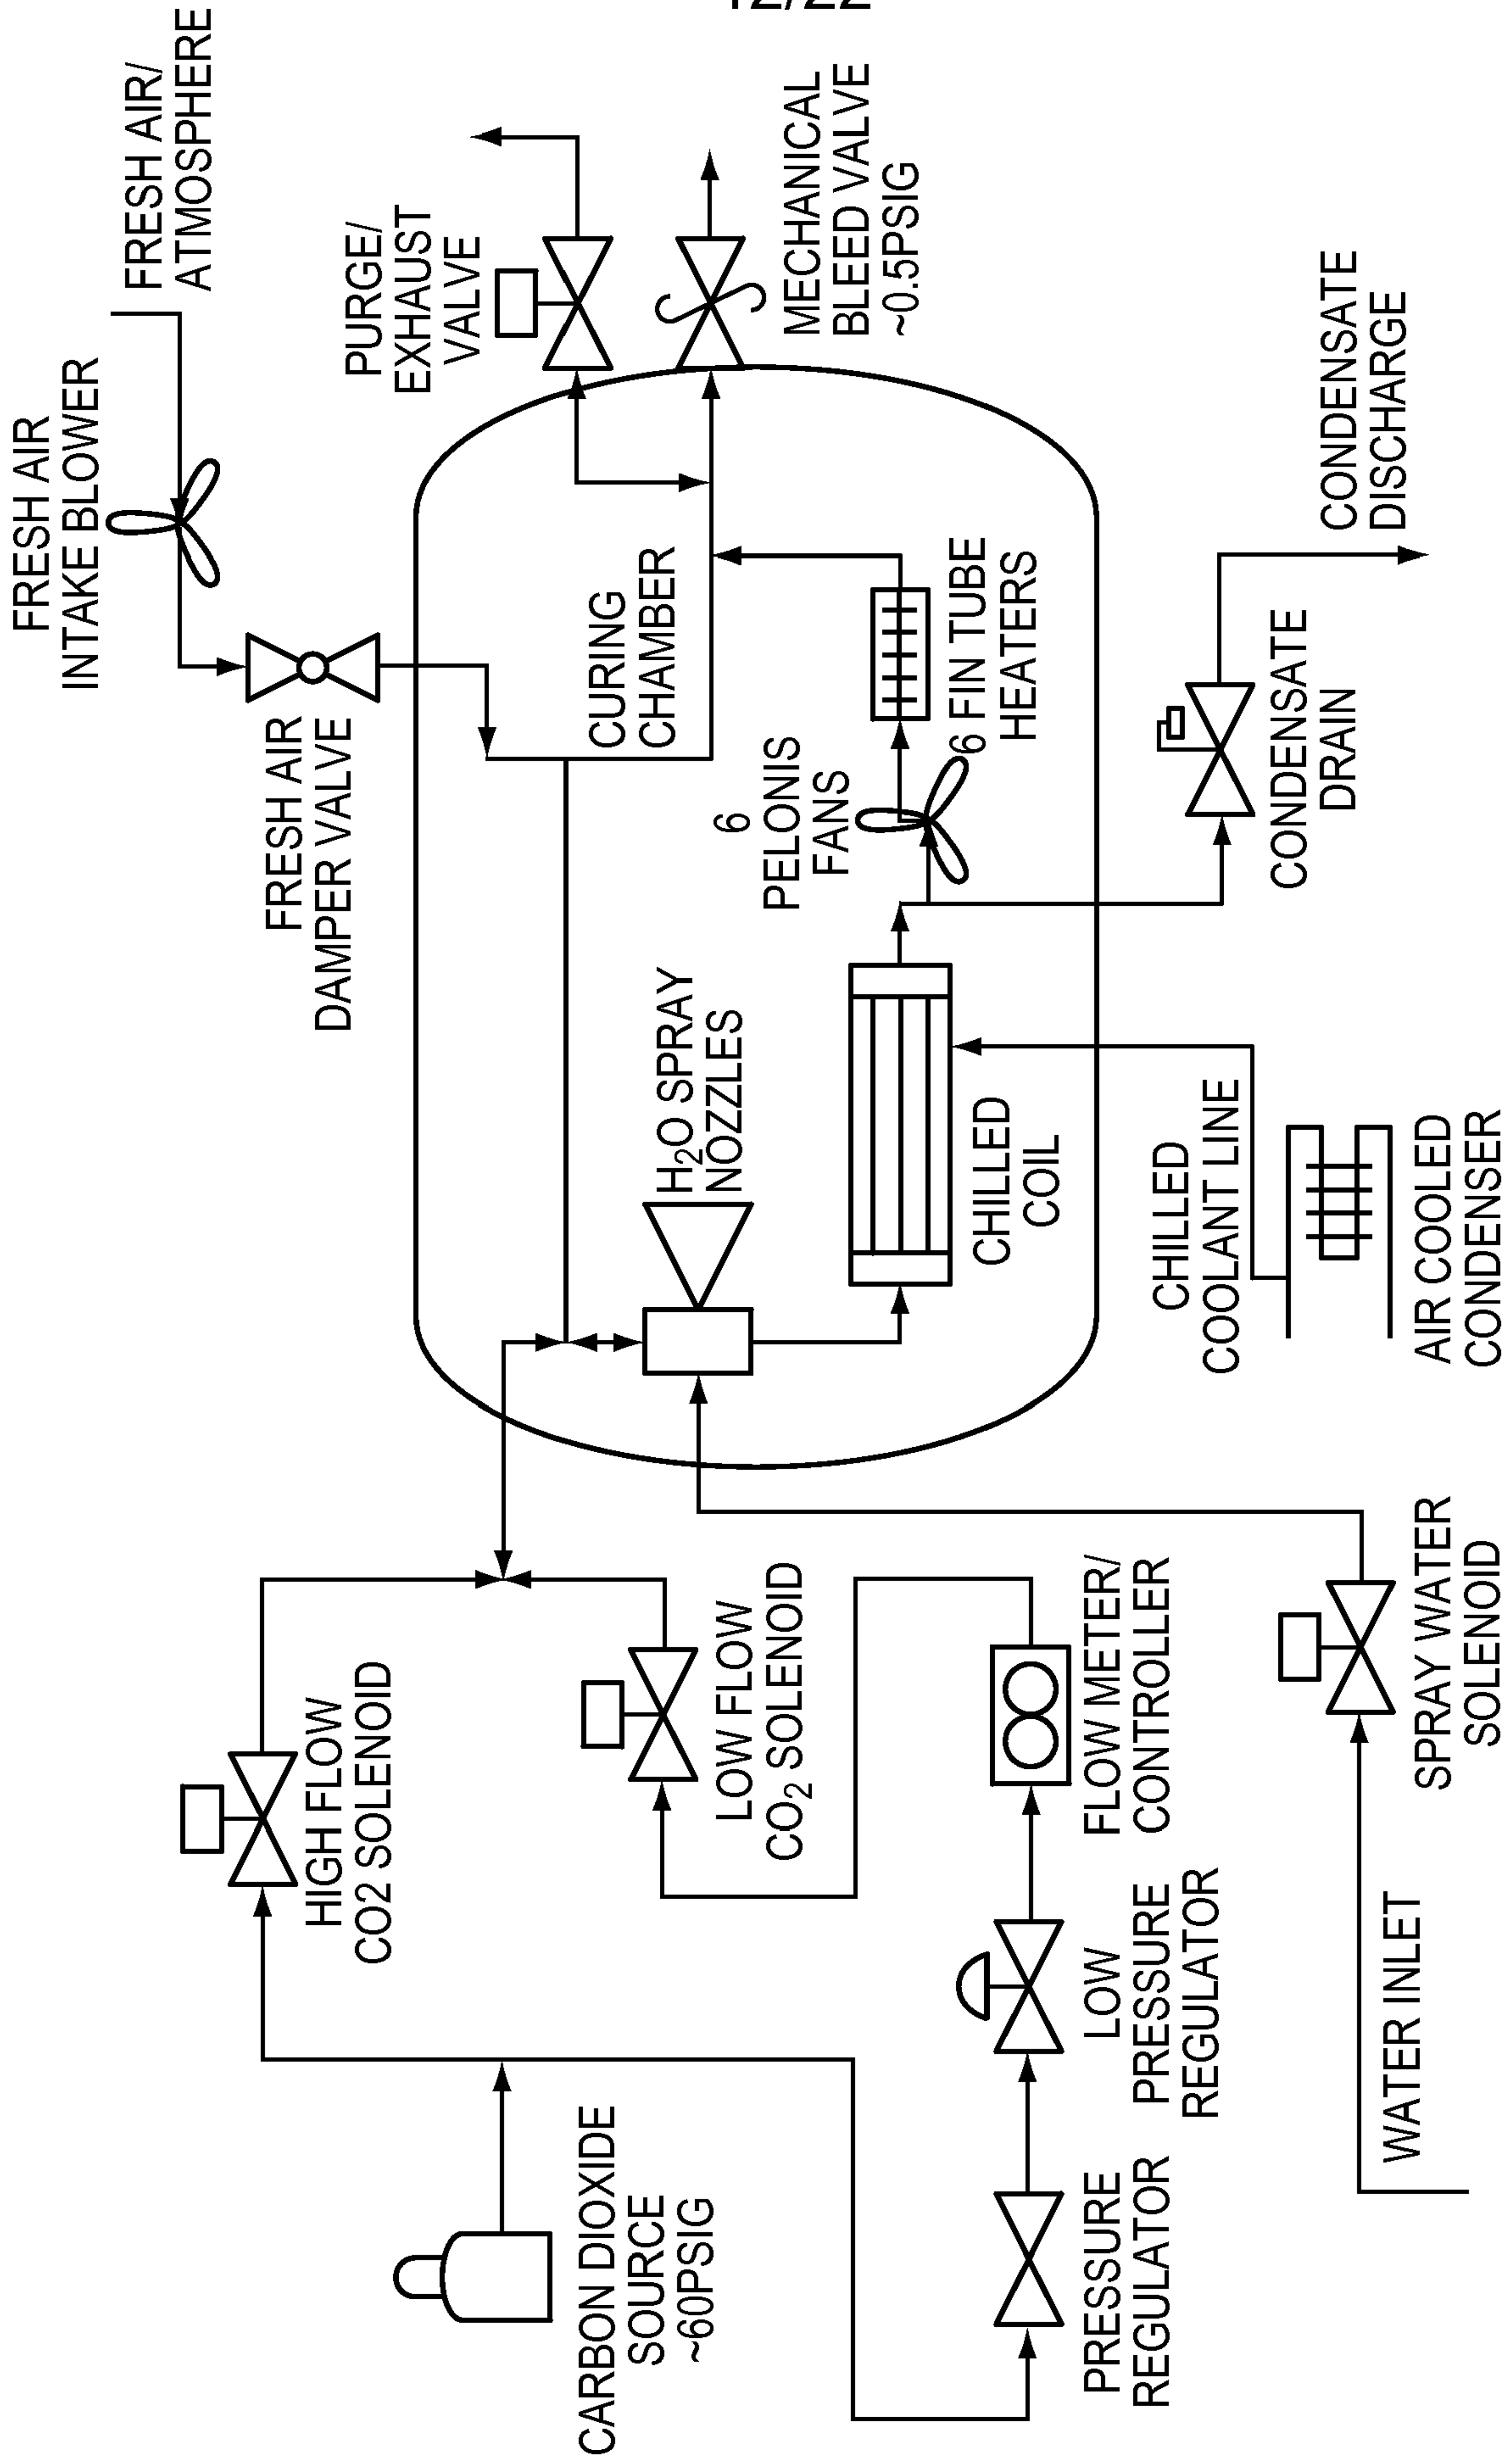 12/22
FRESH AIR/
ATMOSPHERE
FRESH AIR
INTAKE BLOWER
PURGE/
EXHAUST
VALVE
MECHANICAL
BLEED VALVE
~0.5PSIG
FRESH AIR
DAMPER VALVE
CURING
CHAMBER
6
PELONIS
FANS
6 FIN TUBE
HEATERS
CONDENSATE
DISCHARGE
CONDENSATE
DRAIN
H2O SPRAY
NOZZLES
CHILLED
COIL
CHILLED
COOLANT LINE
AIR COOLED
CONDENSER
HIGH FLOW
CO2 SOLENOID
LOW FLOW
CO2 SOLENOID
FLOW METER/
CONTROLLER
SPRAY WATER
SOLENOID
CARBON DIOXIDE
SOURCE
~60PSIG
PRESSURE
REGULATOR
LOW
PRESSURE
REGULATOR
WATER INLET